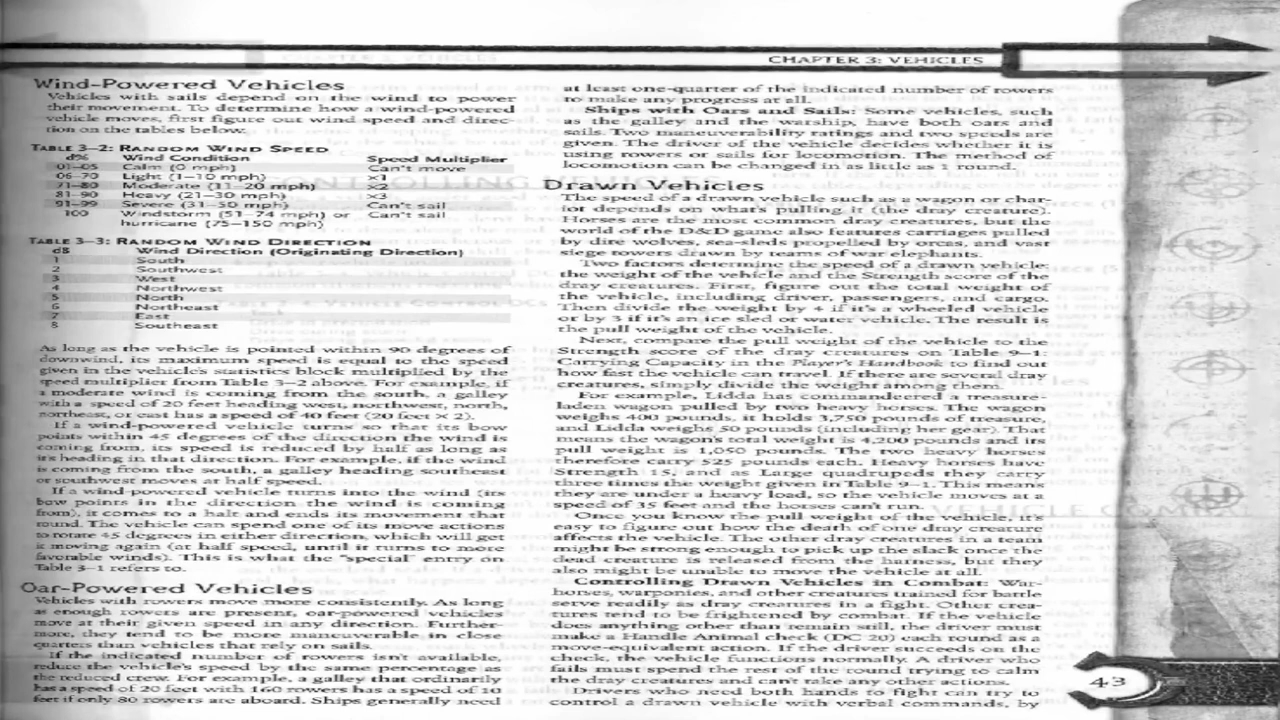 CHAPTER 3: VEHICLES
Wind-Powered Vehicles
Vehicles with sails depend on the wind to power
their movement. To determine how a wind-powered
vehicle moves, first figure out wind speed and direc-
tion on the tables below.
TABLE 3–2: RANDOM WIND SPEED
d% Wind Condition Speed Multiplier
01–05 Calm (0 mph) Can't move
06–70 Light (1–10 mph) ×1
71–80 Moderate (11–20 mph) ×2
81–90 Heavy (21–30 mph) ×3
91–99 Severe (31–50 mph) Can't sail
100 Windstorm (51–74 mph) or Can't sail
hurricane (75–150 mph)
TABLE 3–3: RANDOM WIND DIRECTION
d8 Wind Direction (Originating Direction)
1 South
2 Southwest
3 West
4 Northwest
5 North
6 Northeast
7 East
8 Southeast
As long as the vehicle is pointed within 90 degrees of
downwind, its maximum speed is equal to the speed
given in the vehicle's statistics block multiplied by the
speed multiplier from Table 3–2 above. For example, if
a moderate wind is coming from the south, a galley
with a speed of 20 feet heading west, northwest, north,
northeast, or east has a speed of 40 feet (20 feet × 2).
If a wind-powered vehicle turns so that its bow
points within 45 degrees of the direction the wind is
coming from, its speed is reduced by half as long as
its heading in that direction. For example, if the wind
is coming from the south, a galley heading southeast
or southwest moves at half speed.
If a wind-powered vehicle turns into the wind (its
bow points in the direction the wind is coming
from), it comes to a halt and ends its movement that
round. The vehicle can spend one of its move actions
to rotate 45 degrees in either direction, which will get
it moving again (at half speed, until it turns to more
favorable winds). This is what the "special" entry on
Table 3–1 refers to.
Oar-Powered Vehicles
Vehicles with rowers move more consistently. As long
as enough rowers are present, oar-powered vehicles
move at their given speed in any direction. Further-
more, they tend to be more maneuverable in close
quarters than vehicles that rely on sails.
If the indicated number of rowers isn't available,
reduce the vehicle's speed by the same percentage as
the reduced crew. For example, a galley that ordinarily
has a speed of 20 feet with 160 rowers has a speed of 10
feet if only 80 rowers are aboard. Ships generally need
at least one-quarter of the indicated number of rowers
to make any progress at all.
Ships with Oars and Sails: Some vehicles, such
as the galley and the warship, have both oars and
sails. Two maneuverability ratings and two speeds are
given. The driver of the vehicle decides whether it is
using rowers or sails for locomotion. The method of
locomotion can be changed in as little as 1 round.
Drawn Vehicles
The speed of a drawn vehicle such as a wagon or char-
iot depends on what's pulling it (the dray creature).
Horses are the most common dray creatures, but the
world of the D&D game also features carriages pulled
by dire wolves, sea-sleds propelled by orcas, and vast
siege towers drawn by teams of war elephants.
Two factors determine the speed of a drawn vehicle:
the weight of the vehicle and the Strength score of the
dray creatures. First, figure out the total weight of
the vehicle, including driver, passengers, and cargo.
Then divide the weight by 4 if it's a wheeled vehicle
or by 3 if it's an ice sled or water vehicle. The result is
the pull weight of the vehicle.
Next, compare the pull weight of the vehicle to the
Strength score of the dray creatures on Table 9–1:
Carrying Capacity in the Player's Handbook to find out
how fast the vehicle can travel. If there are several dray
creatures, simply divide the weight among them.
For example, Lidda has commandeered a treasure-
laden wagon pulled by two heavy horses. The wagon
weighs 400 pounds, it holds 3,750 pounds of treasure,
and Lidda weighs 50 pounds (including her gear). That
means the wagon's total weight is 4,200 pounds and its
pull weight is 1,050 pounds. The two heavy horses
therefore carry 525 pounds each. Heavy horses have
Strength 15, and as Large quadrupeds they carry
three times the weight given in Table 9–1. This means
they are under a heavy load, so the vehicle moves at a
speed of 35 feet and the horses can't run.
Once you know the pull weight of the vehicle, it's
easy to figure out how the death of one dray creature
affects the vehicle. The other dray creatures in a team
might be strong enough to pick up the slack once the
dead creature is released from the harness, but they
also might be unable to move the vehicle at all.
Controlling Drawn Vehicles in Combat: War-
horses, warponies, and other creatures trained for battle
serve readily as dray creatures in a fight. Other crea-
tures tend to be frightened by combat. If the vehicle
does anything other than remain still, the driver must
make a Handle Animal check (DC 20) each round as a
move-equivalent action. If the driver succeeds on the
check, the vehicle functions normally. A driver who
fails must spend the rest of the round trying to calm
the dray creatures and can't take any other actions.
Drivers who need both hands to fight can try to
control a drawn vehicle with verbal commands, by
43